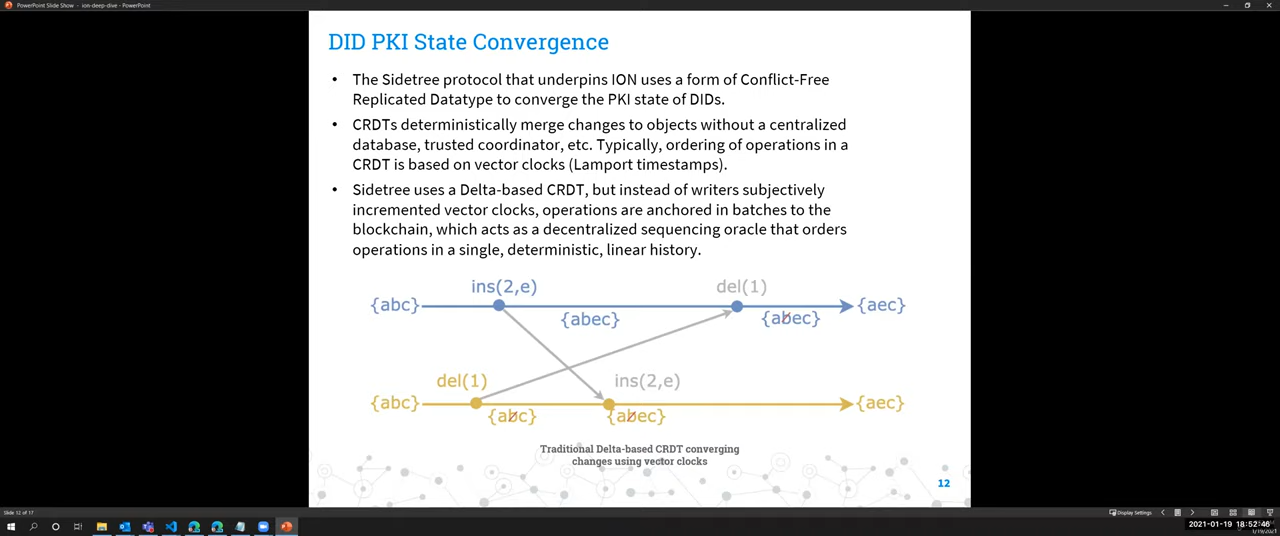 PowerPoint Slide Show - ion-deep-dive - PowerPoint
DID PKI State Convergence
• The Sidetree protocol that underpins ION uses a form of Conflict-Free
Replicated Datatype to converge the PKI state of DIDs.
• CRDTs deterministically merge changes to objects without a centralized
database, trusted coordinator, etc. Typically, ordering of operations in a
CRDT is based on vector clocks (Lamport timestamps).
• Sidetree uses a Delta-based CRDT, but instead of writers subjectively
incremented vector clocks, operations are anchored in batches to the
blockchain, which acts as a decentralized sequencing oracle that orders
operations in a single, deterministic, linear history.
ins(2,e) del(1)
{abc} {aec}
{abec} {abec}
del(1) ins(2,e)
{abc} {aec}
{abc} {abec}
Traditional Delta-based CRDT converging
changes using vector clocks
12
Slide 12 of 17
Display Settings
2021-01-19 18:52:46
1/19/2021